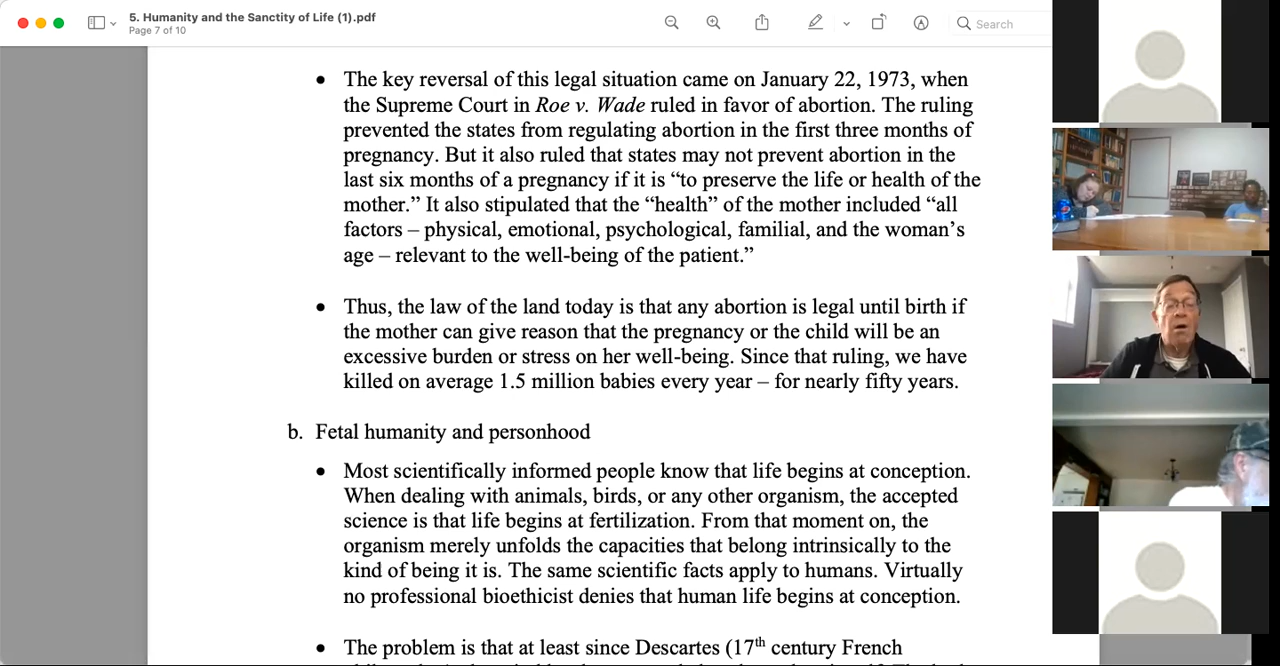 5. Humanity and the Sanctity of Life (1).pdf
Page 7 of 10
Search
• The key reversal of this legal situation came on January 22, 1973, when
the Supreme Court in Roe v. Wade ruled in favor of abortion. The ruling
prevented the states from regulating abortion in the first three months of
pregnancy. But it also ruled that states may not prevent abortion in the
last six months of a pregnancy if it is “to preserve the life or health of the
mother.” It also stipulated that the “health” of the mother included “all
factors – physical, emotional, psychological, familial, and the woman’s
age – relevant to the well-being of the patient.”
• Thus, the law of the land today is that any abortion is legal until birth if
the mother can give reason that the pregnancy or the child will be an
excessive burden or stress on her well-being. Since that ruling, we have
killed on average 1.5 million babies every year – for nearly fifty years.
b. Fetal humanity and personhood
• Most scientifically informed people know that life begins at conception.
When dealing with animals, birds, or any other organism, the accepted
science is that life begins at fertilization. From that moment on, the
organism merely unfolds the capacities that belong intrinsically to the
kind of being it is. The same scientific facts apply to humans. Virtually
no professional bioethicist denies that human life begins at conception.
• The problem is that at least since Descartes (17th century French